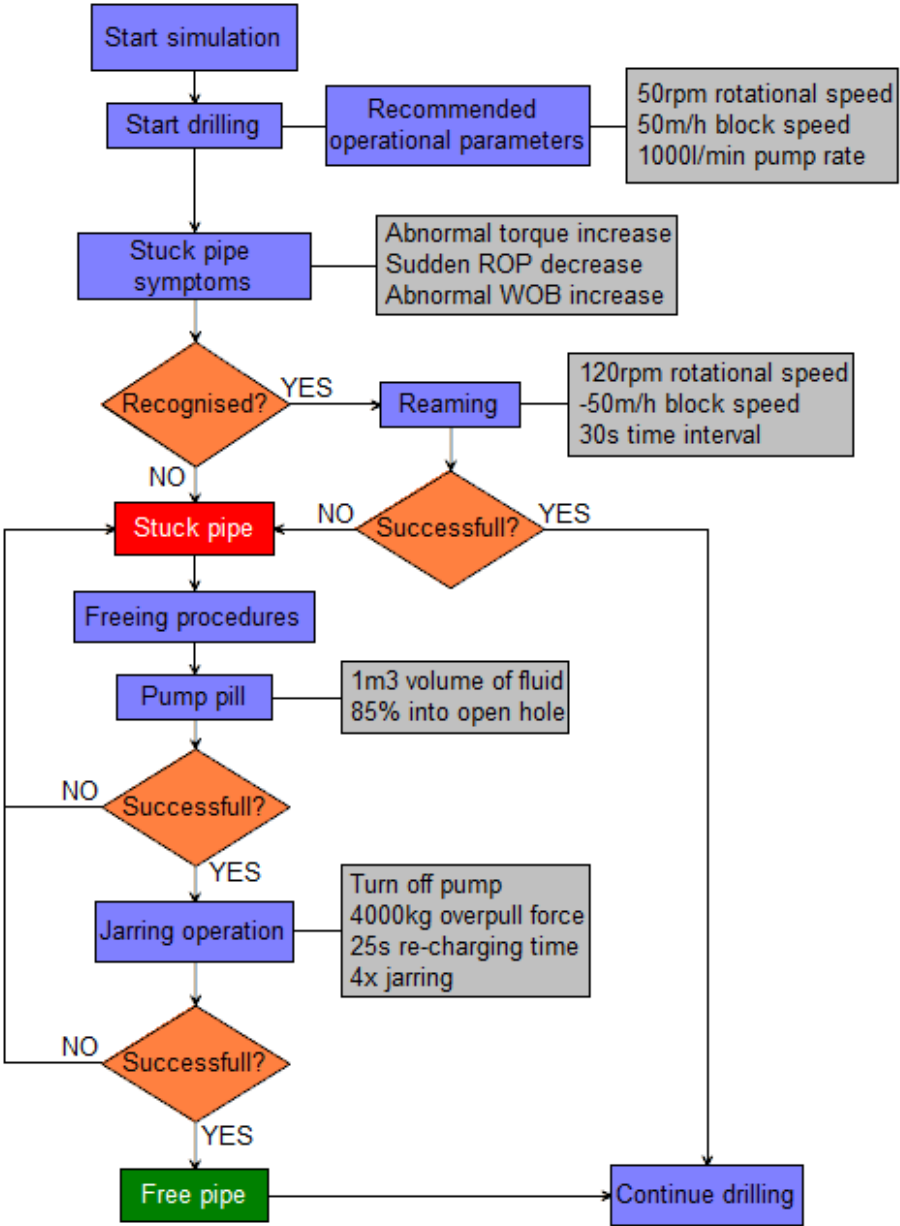 Start simulation
Start drilling
Recommended
operational parameters
50rpm rotational speed
50m/h block speed
1000l/min pump rate
Stuck pipe
symptoms
Abnormal torque increase
Sudden ROP decrease
Abnormal WOB increase
Recognised?
YES
Reaming
120rpm rotational speed
-50m/h block speed
30s time interval
NO
Stuck pipe
NO
Successfull?
YES
Freeing procedures
Pump pill
1m3 volume of fluid
85% into open hole
NO
Successfull?
YES
Jarring operation
Turn off pump
4000kg overpull force
25s re-charging time
4x jarring
NO
Successfull?
YES
Free pipe
Continue drilling